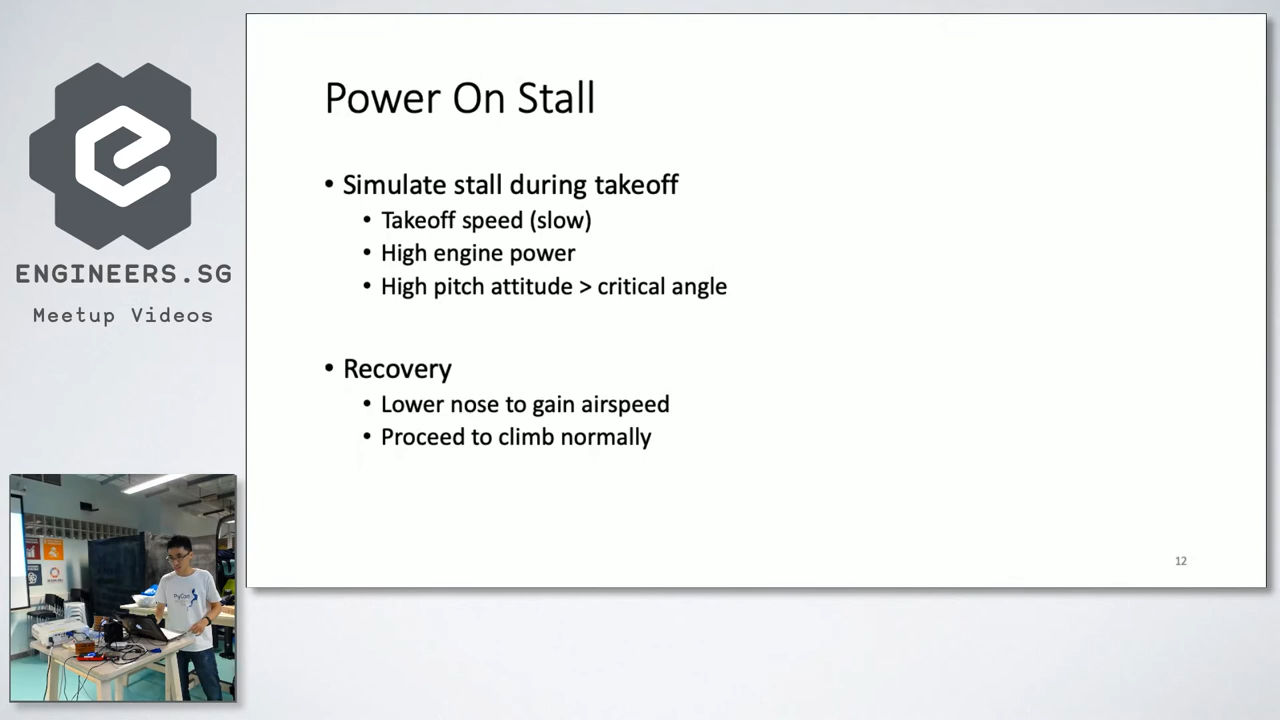 Power On Stall
• Simulate stall during takeoff
• Takeoff speed (slow)
• High engine power
• High pitch attitude > critical angle
• Recovery
• Lower nose to gain airspeed
• Proceed to climb normally
12
ENGINEERS.SG
Meetup Videos
PyCon